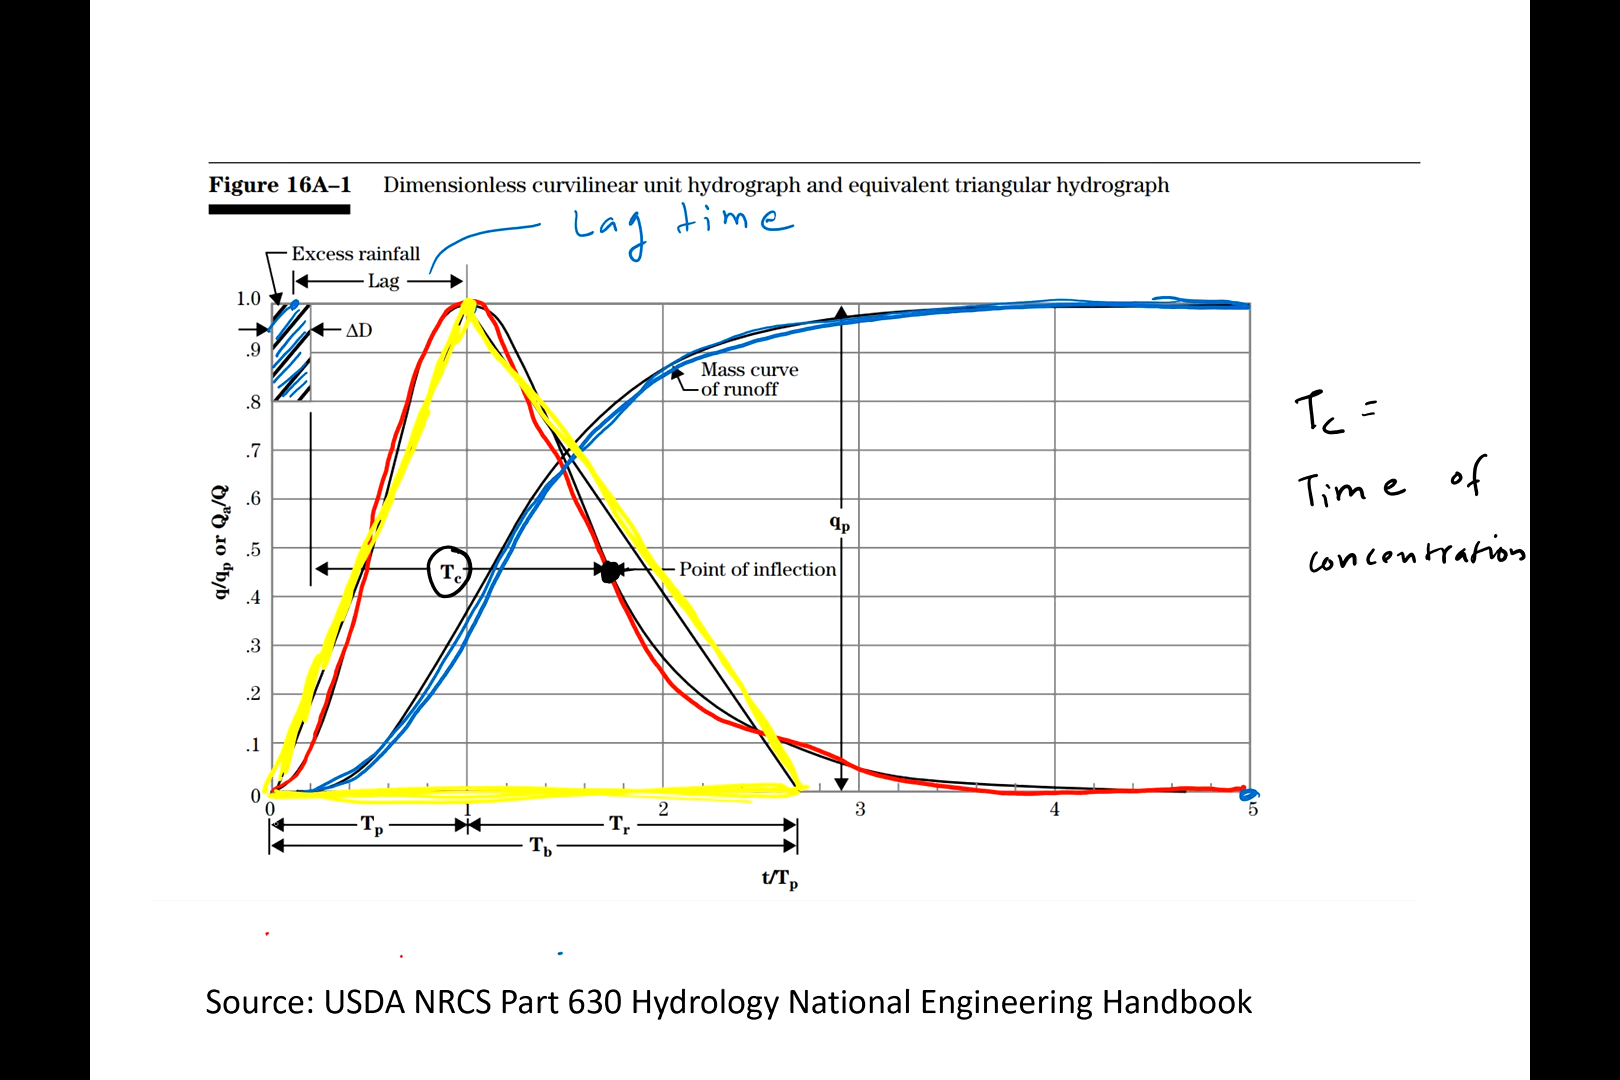 Figure 16A–1 Dimensionless curvilinear unit hydrograph and equivalent triangular hydrograph
Lag time
Excess rainfall
Lag
1.0
ΔD
.9
Mass curve
of runoff
.8
Tc =
.7
Time of
.6
qp
concentration
.5
Tc
Point of inflection
q/qp or Qa/Q
.4
.3
.2
.1
0
0 1 2 3 4 5
Tp Tr
Tb
t/Tp
Source: USDA NRCS Part 630 Hydrology National Engineering Handbook